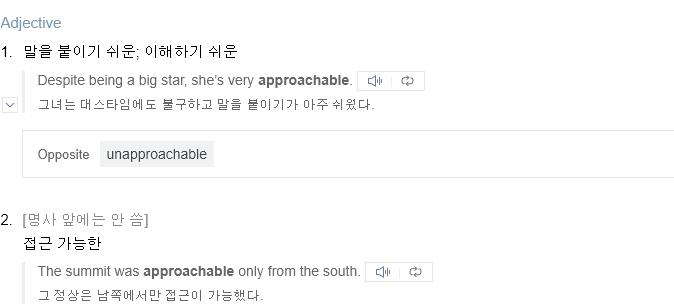 Adjective
1. 말을 붙이기 쉬운; 이해하기 쉬운
Despite being a big star, she's very approachable.
그녀는 대스타임에도 불구하고 말을 붙이기가 아주 쉬웠다.
Opposite unapproachable
2. [명사 앞에는 안 씀]
접근 가능한
The summit was approachable only from the south.
그 정상은 남쪽에서만 접근이 가능했다.